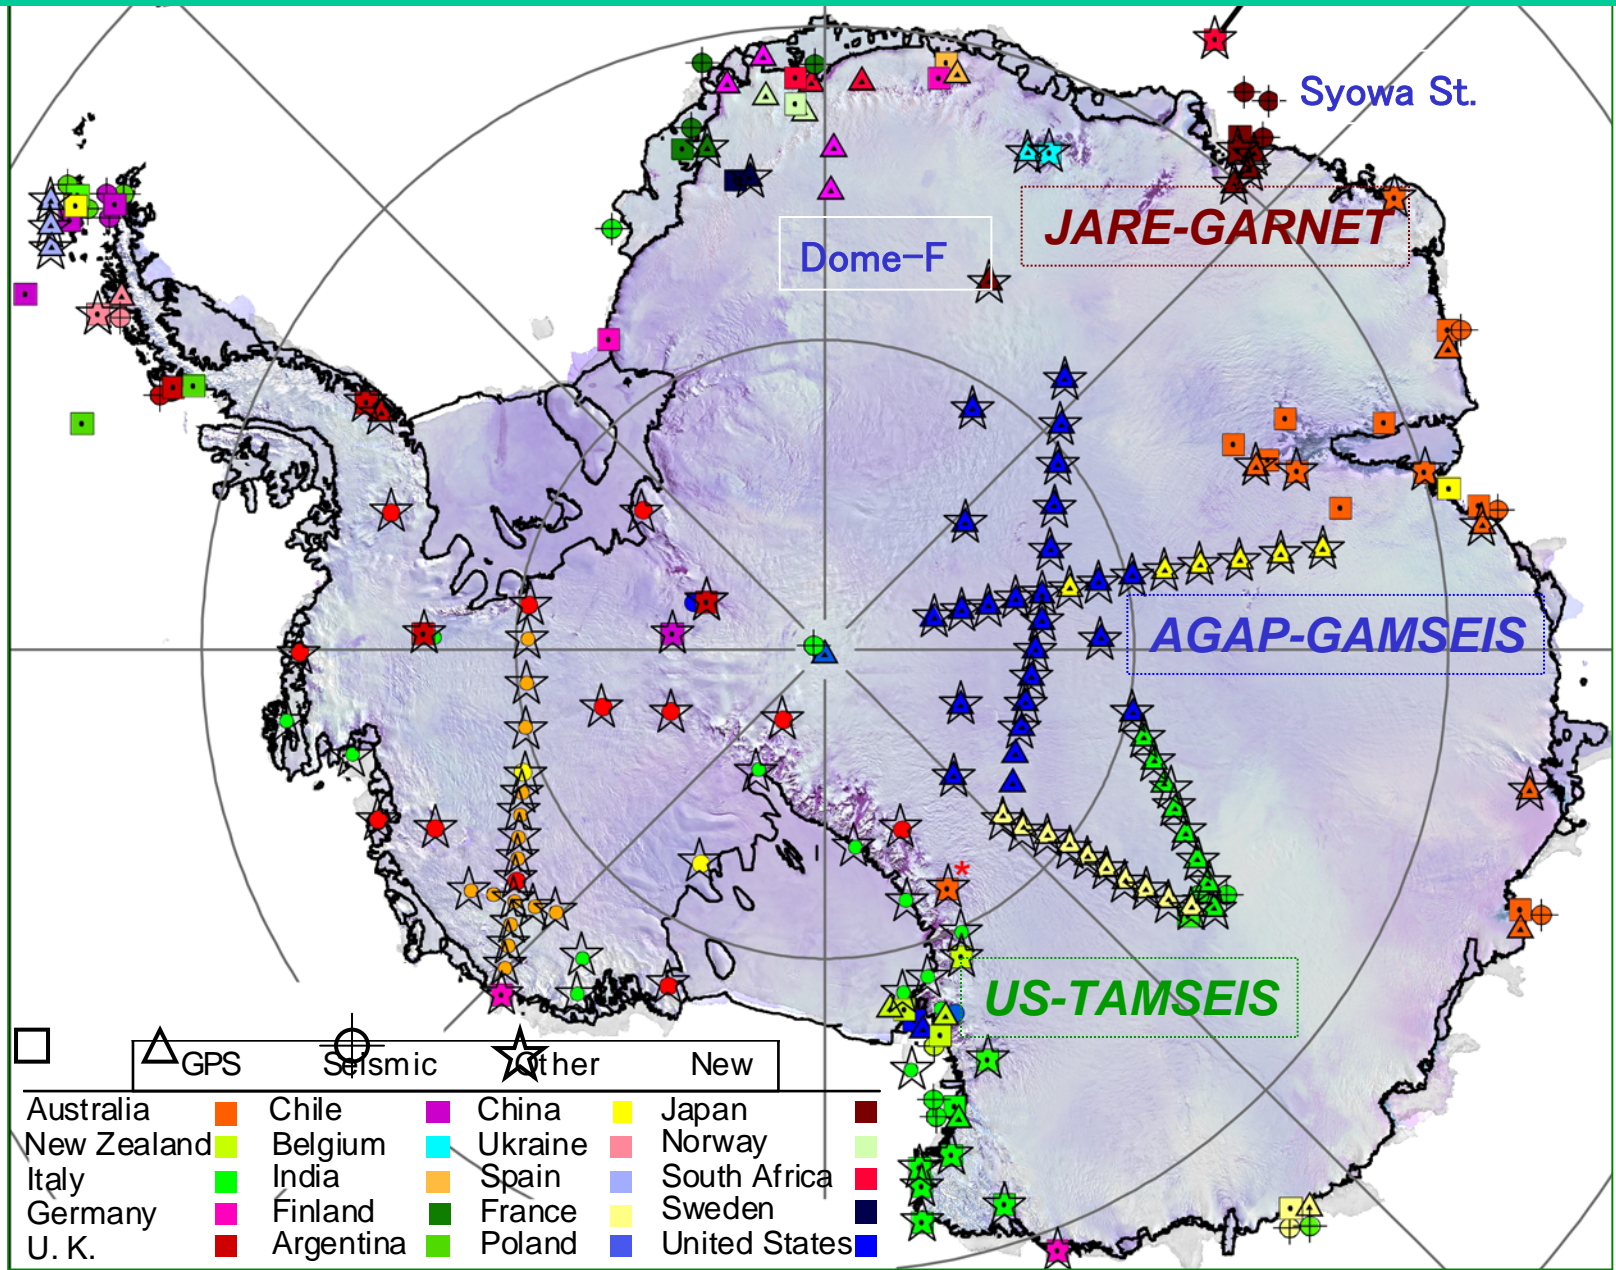 Syowa St.
JARE-GARNET
Dome-F
AGAP-GAMSEIS
*
US-TAMSEIS
GPS Seismic Other New
Australia Chile China Japan
New Zealand Belgium Ukraine Norway
Italy India Spain South Africa
Germany Finland France Sweden
U. K. Argentina Poland United States